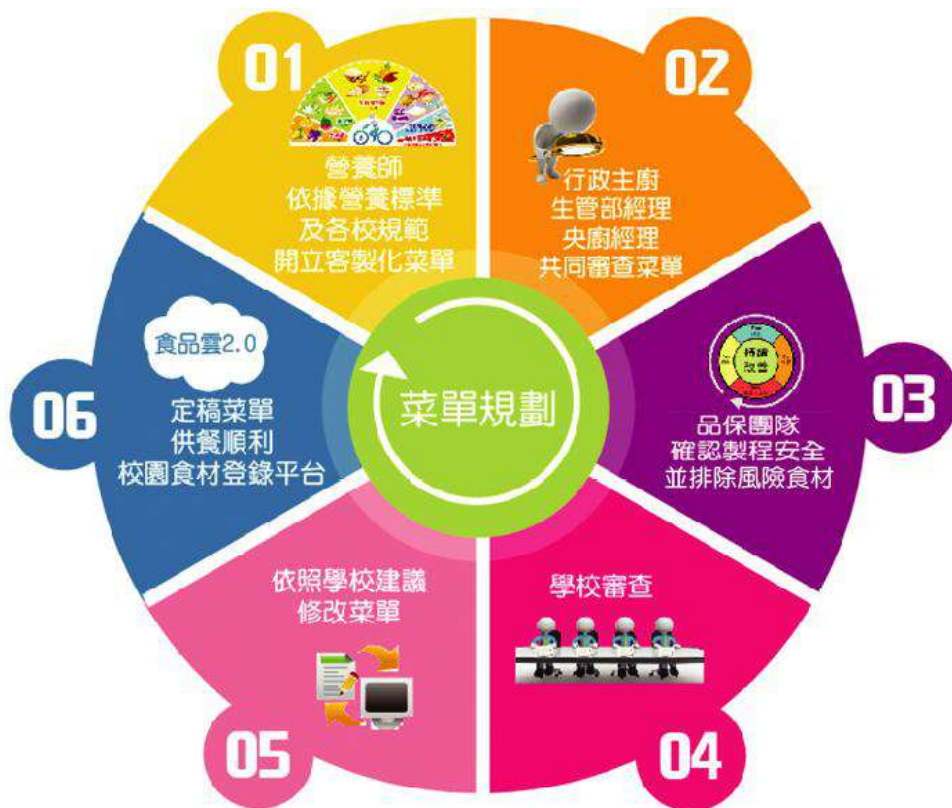 01
營養師
依據營養標準
及各校規範
開立客製化菜單
02
行政主廚
生管部經理
央廚經理
共同審查菜單
03
持續
改善
品保團隊
確認製程安全
並排除風險食材
04
學校審查
05
依照學校建議
修改菜單
06
食品雲2.0
定稿菜單
供餐順利
校園食材登錄平台
菜單規劃